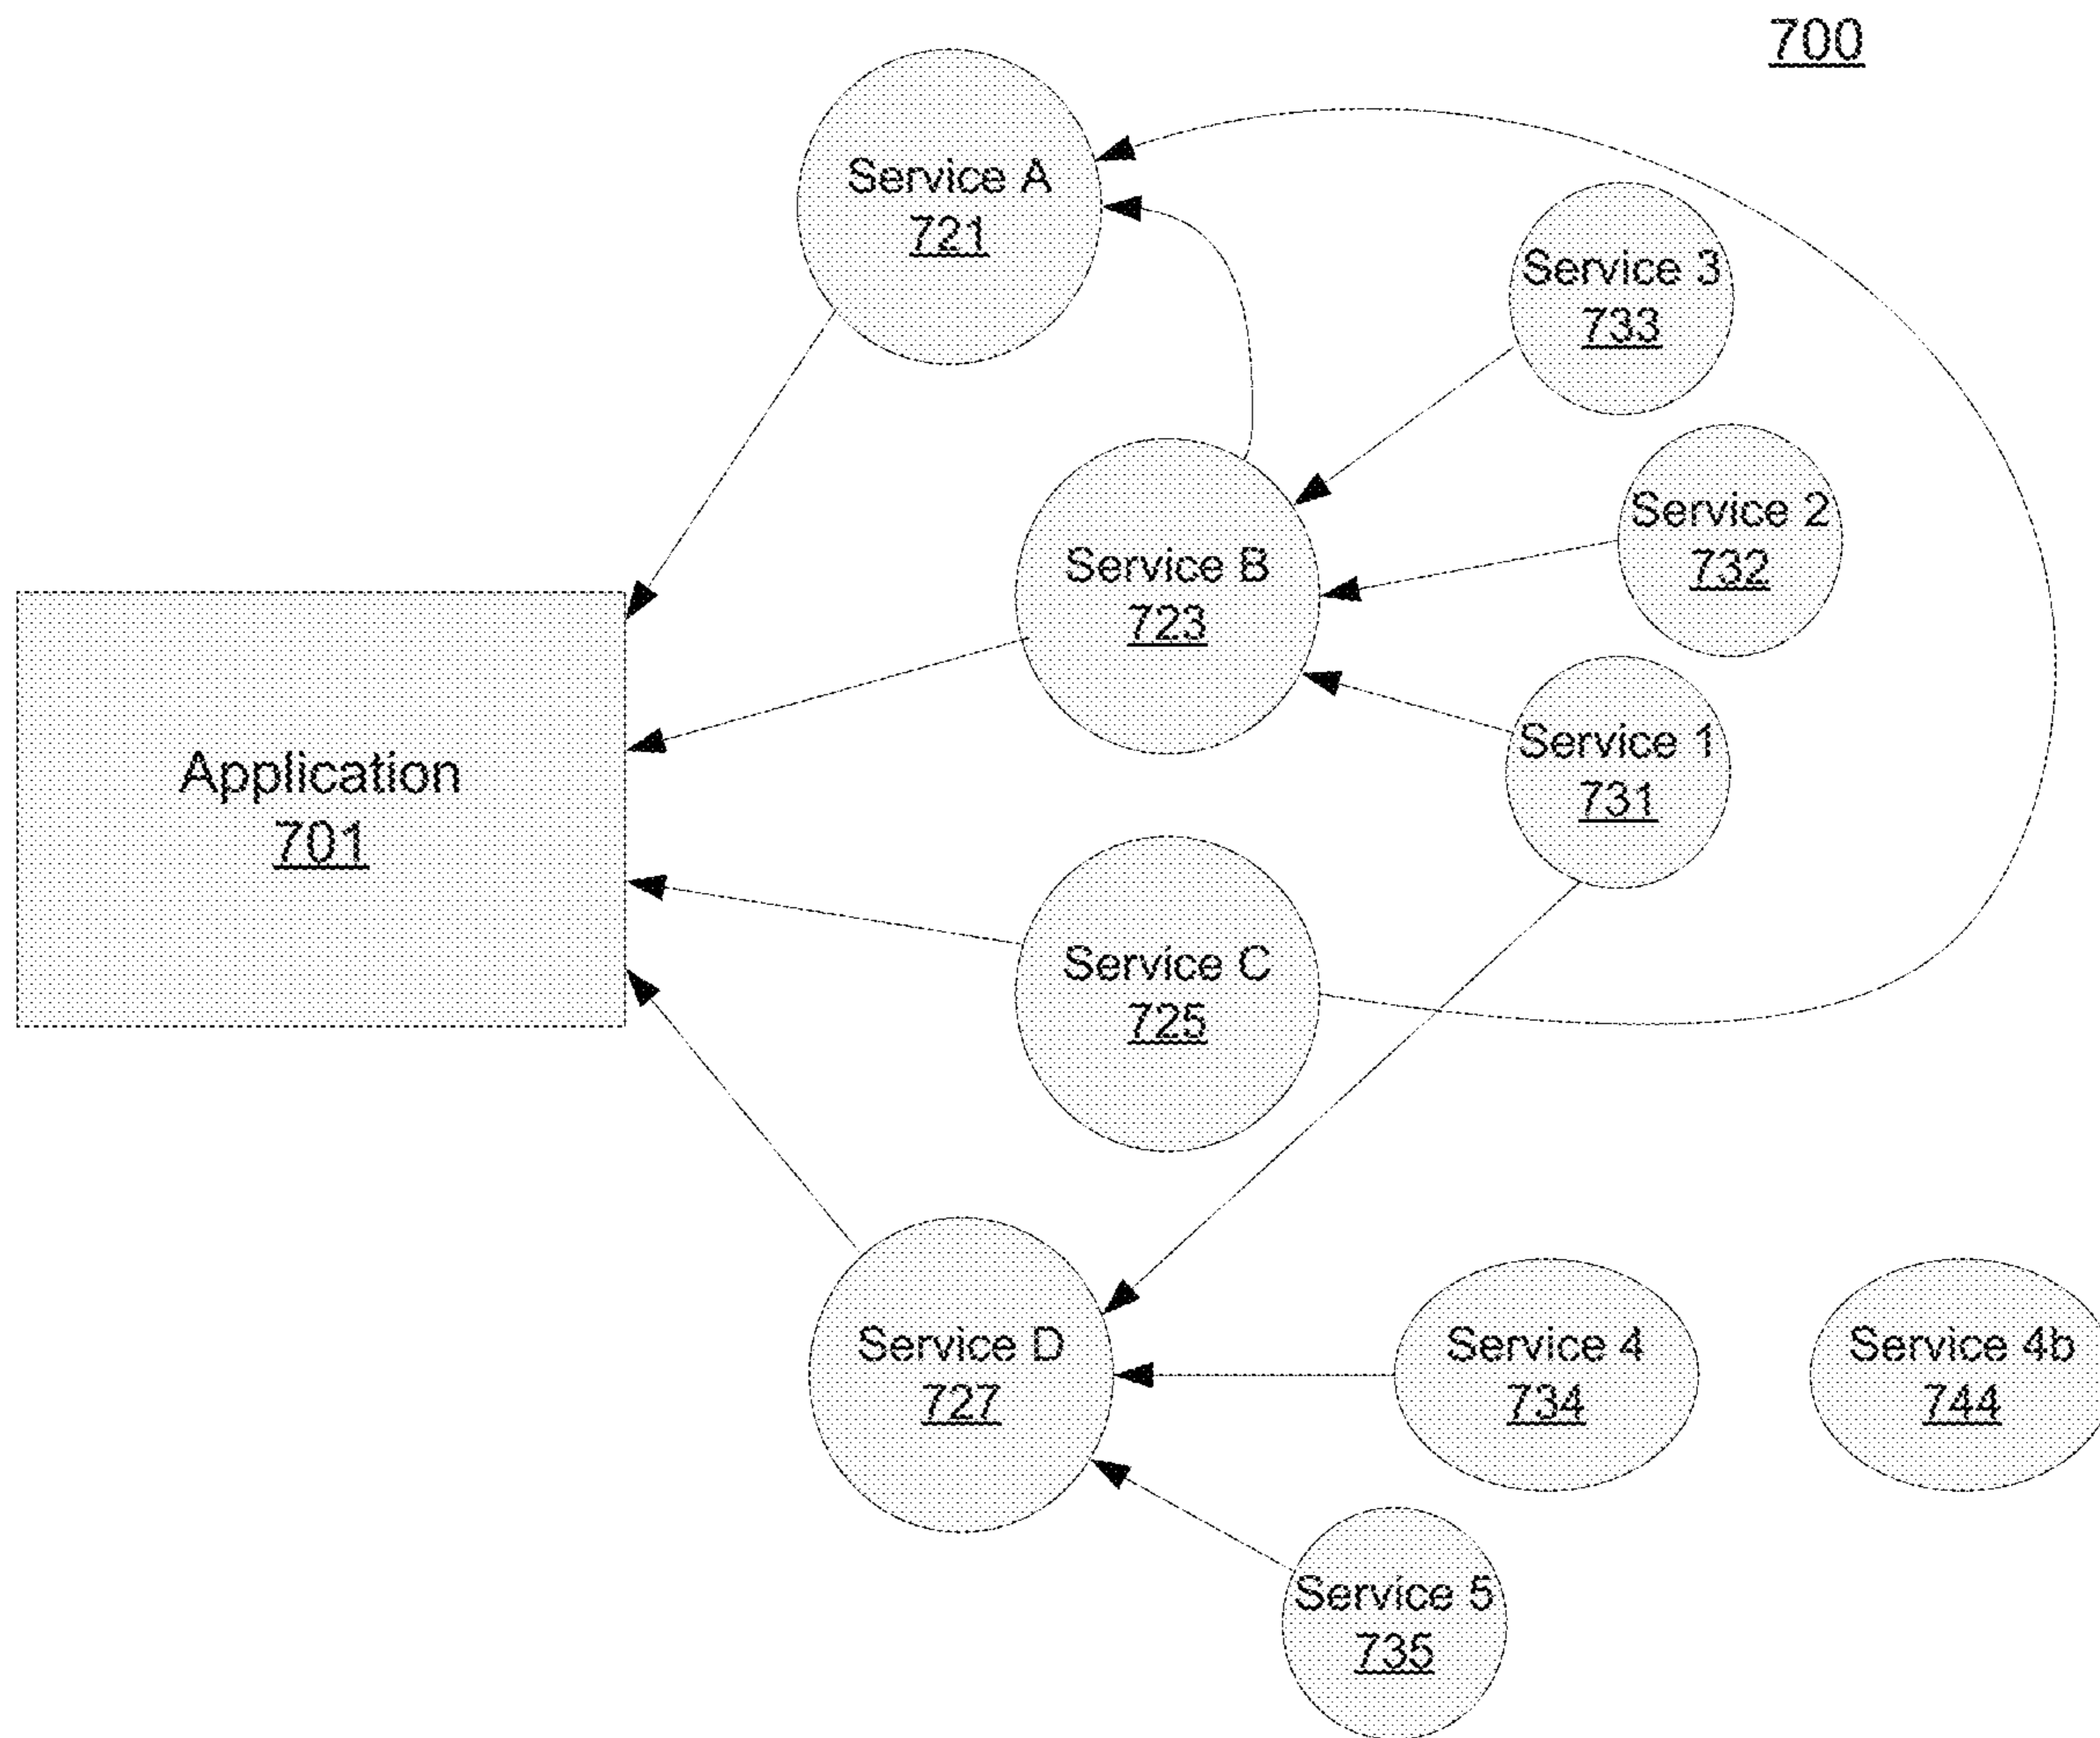 700
Service A
721
Service 3
733
Service 2
732
Service B
723
Service 1
731
Application
701
Service C
725
Service D
727
Service 4
734
Service 4b
744
Service 5
735